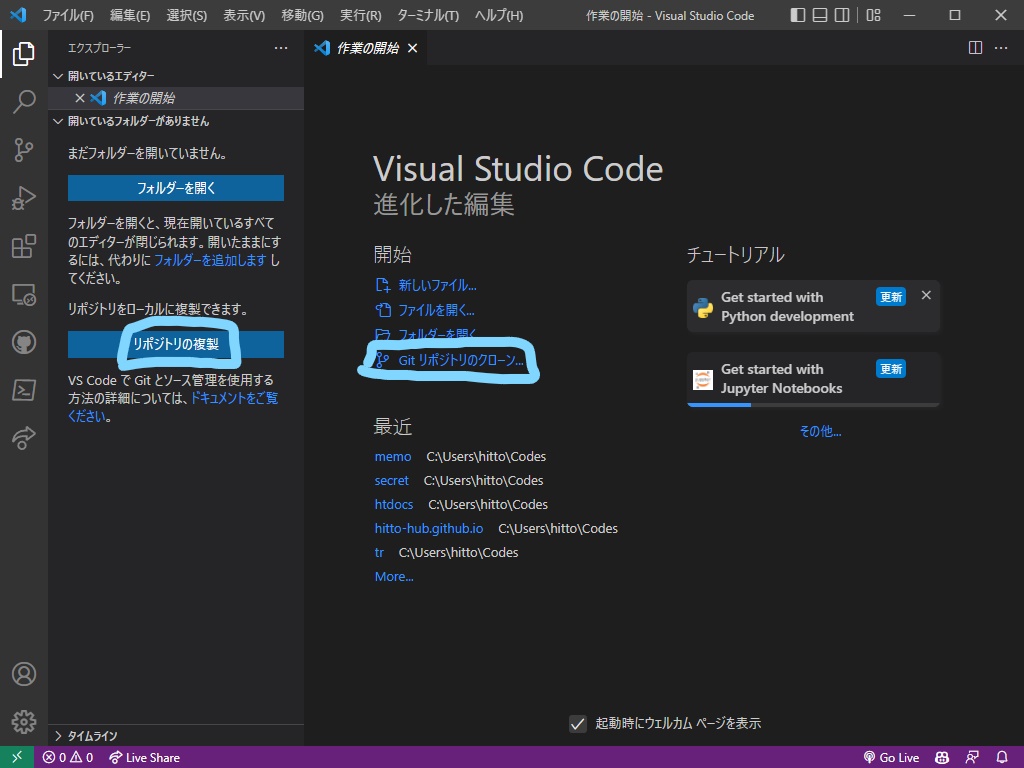 ファイル(F) 編集(E) 選択(S) 表示(V) 移動(G) 実行(R) ターミナル(T) ヘルプ(H) 作業の開始 - Visual Studio Code
エクスプローラー
開いているエディター
作業の開始
開いているフォルダーがありません
まだフォルダーを開いていません。
フォルダーを開く
フォルダーを開くと、現在開いているすべて
のエディターが閉じられます。開いたままにす
るには、代わりに フォルダーを追加します し
てください。
リポジトリをローカルに複製できます。
リポジトリの複製
VS Code で Git とソース管理を使用する
方法の詳細については、ドキュメントをご覧
ください。
タイムライン
作業の開始
Visual Studio Code
進化した編集
開始
新しいファイル...
ファイルを開く...
フォルダーを開く
Git リポジトリのクローン...
最近
memo C:\Users\hitto\Codes
secret C:\Users\hitto\Codes
htdocs C:\Users\hitto\Codes
hitto-hub.github.io C:\Users\hitto\Codes
tr C:\Users\hitto\Codes
More...
チュートリアル
Get started with 更新
Python development
Get started with 更新
Jupyter Notebooks
その他...
起動時にウェルカム ページを表示
0 0 Live Share Go Live